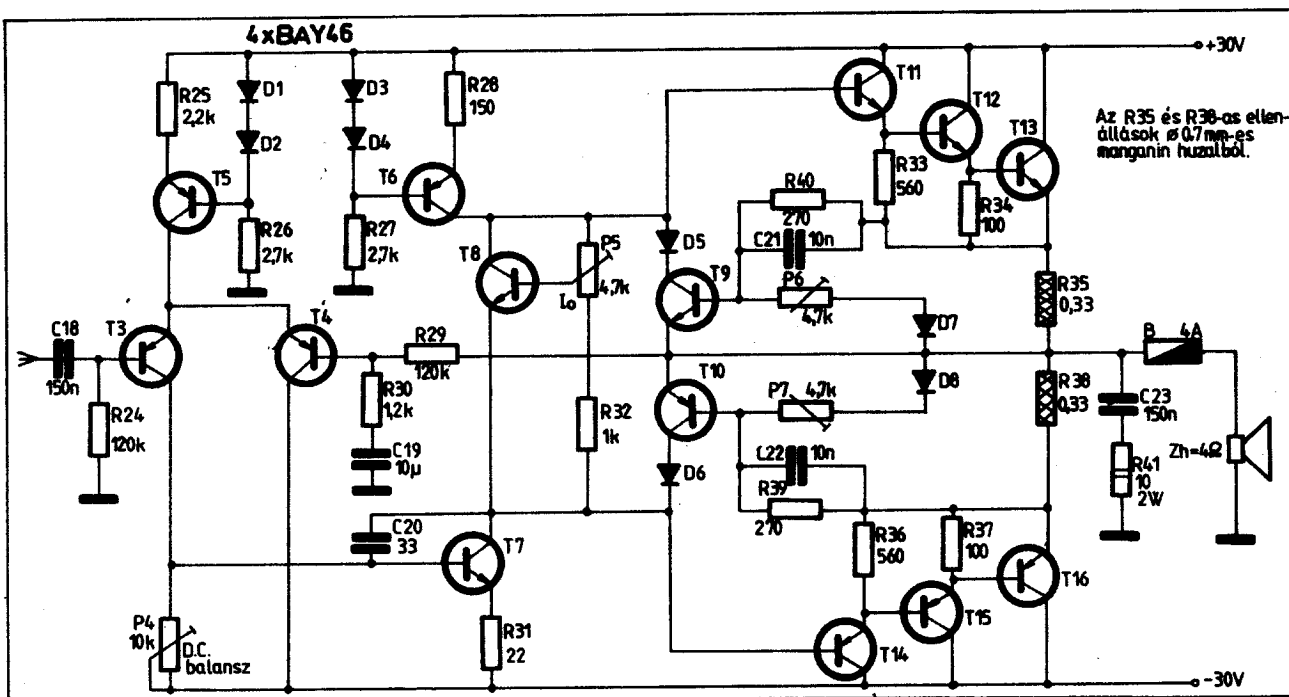 4xBAY46
+30V
R25
2,2k
D1
D2
D3
D4
R28
150
T11
T12
T13
Az R35 és R38-as ellen-
állások ø 0,7mm-es
manganin huzalból.
T5
T6
R26
2,7k
R27
2,7k
R33
560
R34
100
R40
270
C21
10n
T8
P5
4,7k
Io
D5
T9
P6
4,7k
D7
R35
0,33
C18
150n
T3
T4
R29
120k
B
4A
R24
120k
R30
1,2k
C19
10µ
R32
1k
T10
P7
4,7k
D8
R38
0,33
C23
150n
Zh=4Ω
R41
10
2W
D6
C22
10n
R39
270
C20
33
T7
R36
560
R37
100
T16
P4
10k
D.C.
balansz
R31
22
T14
T15
-30V